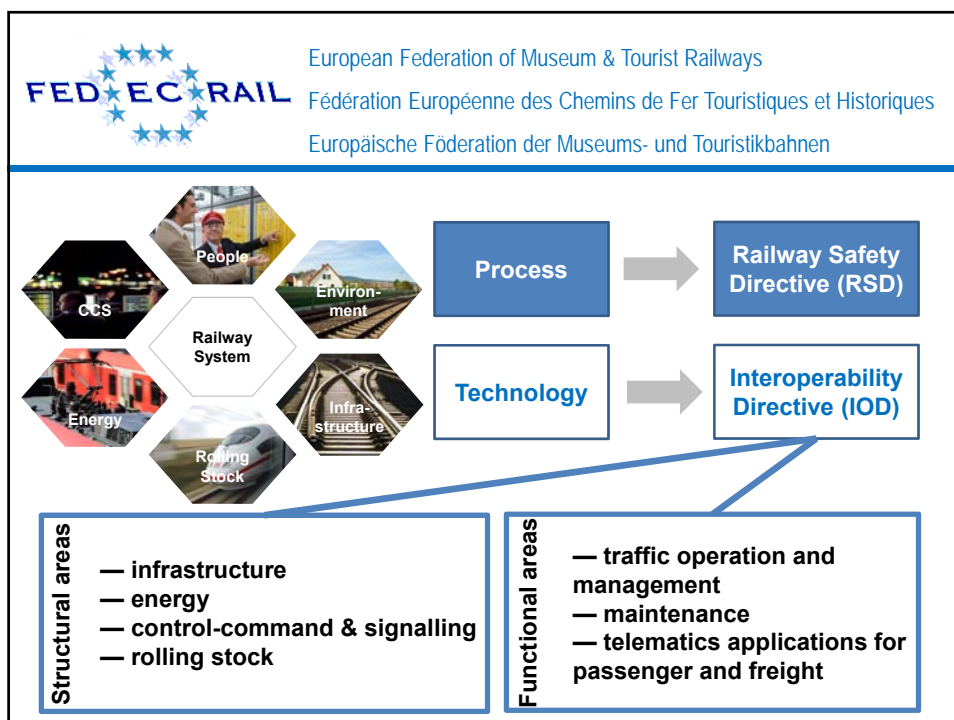 FED EC RAIL
European Federation of Museum & Tourist Railways
Fédération Européenne des Chemins de Fer Touristiques et Historiques
Europäische Föderation der Museums- und Touristikbahnen
People
CCS
Environ-
ment
Railway
System
Energy
Infra-
structure
Rolling
Stock
Process
Railway Safety
Directive (RSD)
Technology
Interoperability
Directive (IOD)
Structural areas
— infrastructure
— energy
— control-command & signalling
— rolling stock
Functional areas
— traffic operation and
management
— maintenance
— telematics applications for
passenger and freight